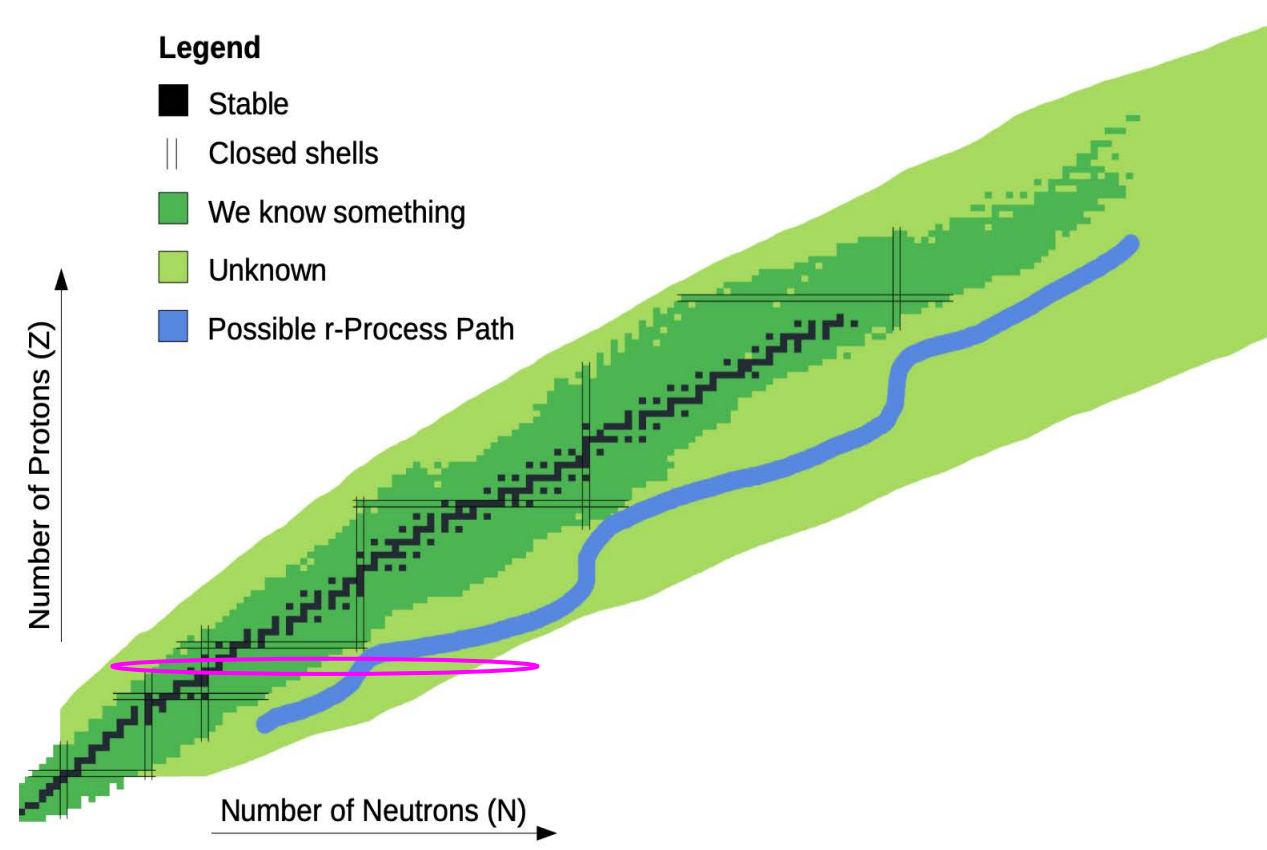 Legend
Stable
Closed shells
We know something
Unknown
Possible r-Process Path
Number of Protons (Z)
Number of Neutrons (N)